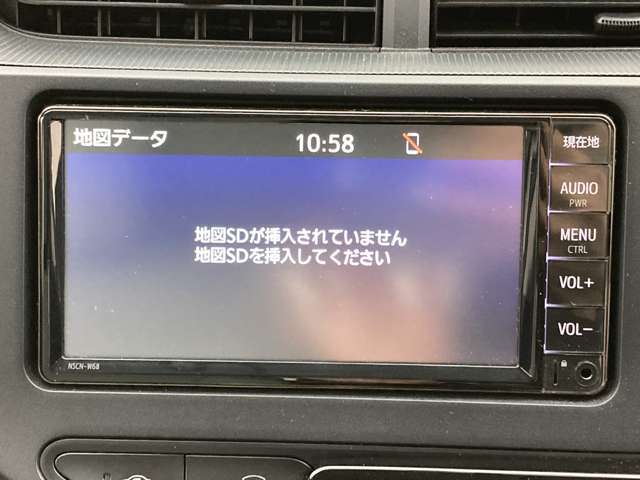 地図データ
10:58
現在地
AUDIO
PWR
地図SDが挿入されていません
地図SDを挿入してください
MENU
CTRL
VOL+
VOL-
NSCN-W68